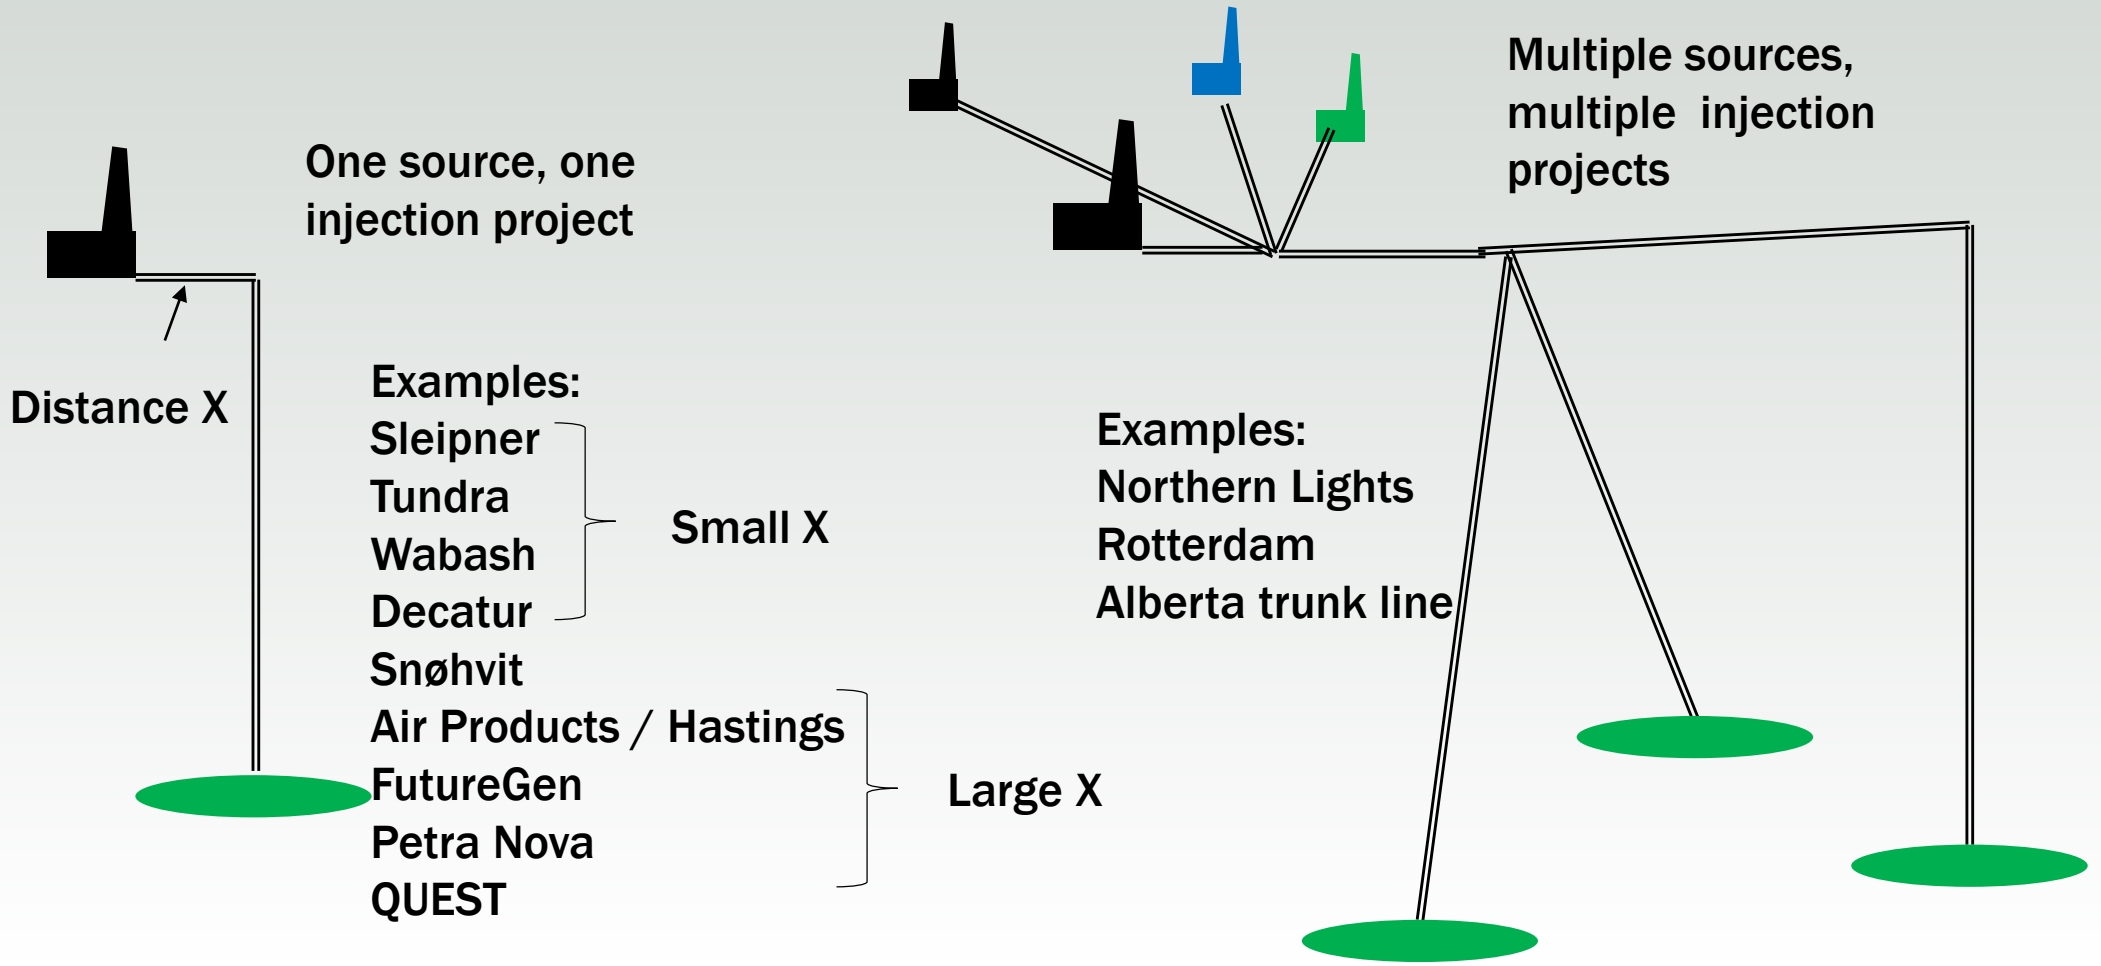 One source, one
injection project
Distance X
Examples:
Sleipner
Tundra
Wabash
Decatur
Snøhvit
Air Products / Hastings
FutureGen
Petra Nova
QUEST
Small X
Large X
Multiple sources,
multiple injection
projects
Examples:
Northern Lights
Rotterdam
Alberta trunk line